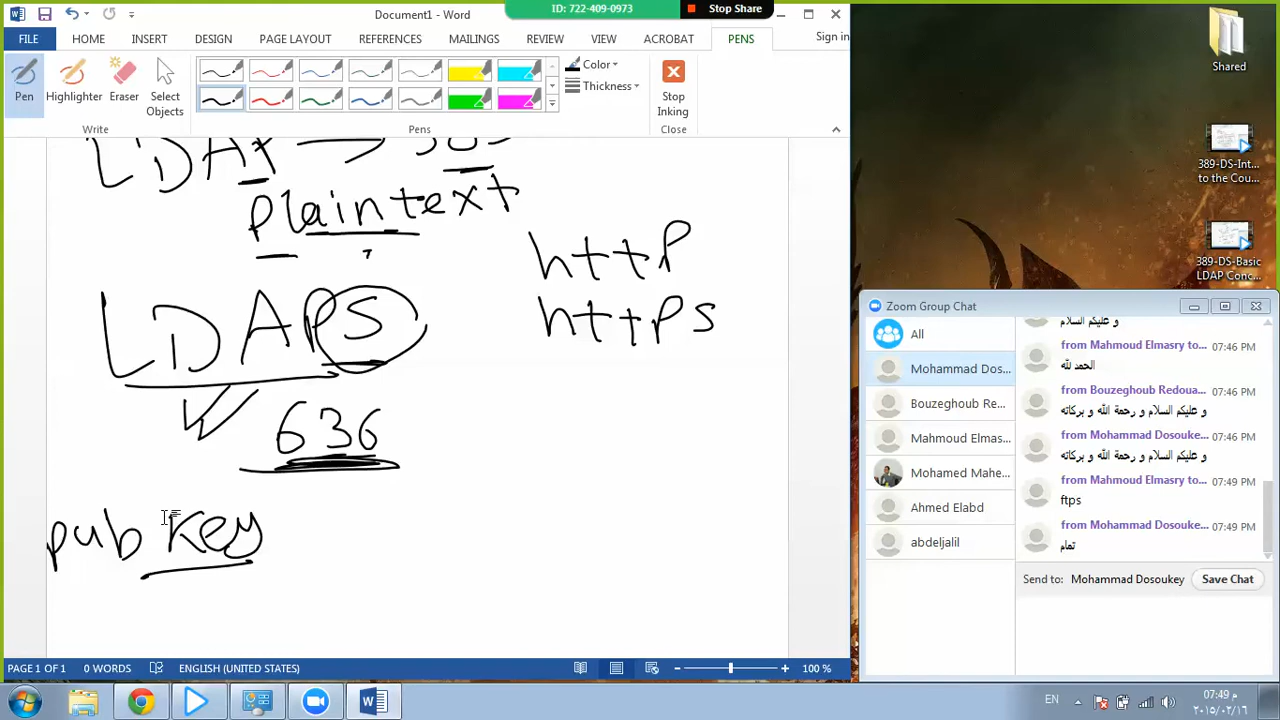 Document1 - Word
ID: 722-409-0973
Stop Share
FILE HOME INSERT DESIGN PAGE LAYOUT REFERENCES MAILINGS REVIEW VIEW ACROBAT PENS Sign in
Pen Highlighter Eraser Select Objects
Color
Thickness
Stop Inking
Write Pens Close
LDAP → 389
plaintext
http
LDAPS
https
636
pub key
PAGE 1 OF 1 0 WORDS ENGLISH (UNITED STATES) 100 %
Shared
389-DS-Int...
to the Cou...
389-DS-Basic
LDAP Conc...
Zoom Group Chat
All
Mohammad Dos...
Bouzeghoub Re...
Mahmoud Elmas...
Mohamed Mahe...
Ahmed Elabd
abdeljalil
و عليكم السلام
from Mahmoud Elmasry to... 07:46 PM
الحمد لله
from Bouzeghoub Redoua... 07:46 PM
و عليكم السلام و رحمة الله و بركاته
from Mohammad Dosouke... 07:46 PM
و عليكم السلام و رحمة الله و بركاته
from Mahmoud Elmasry to... 07:49 PM
ftps
from Mohammad Dosouke... 07:49 PM
تمام
Send to: Mohammad Dosoukey Save Chat
EN
07:49 م
٢٠١٥/٠٢/١٦